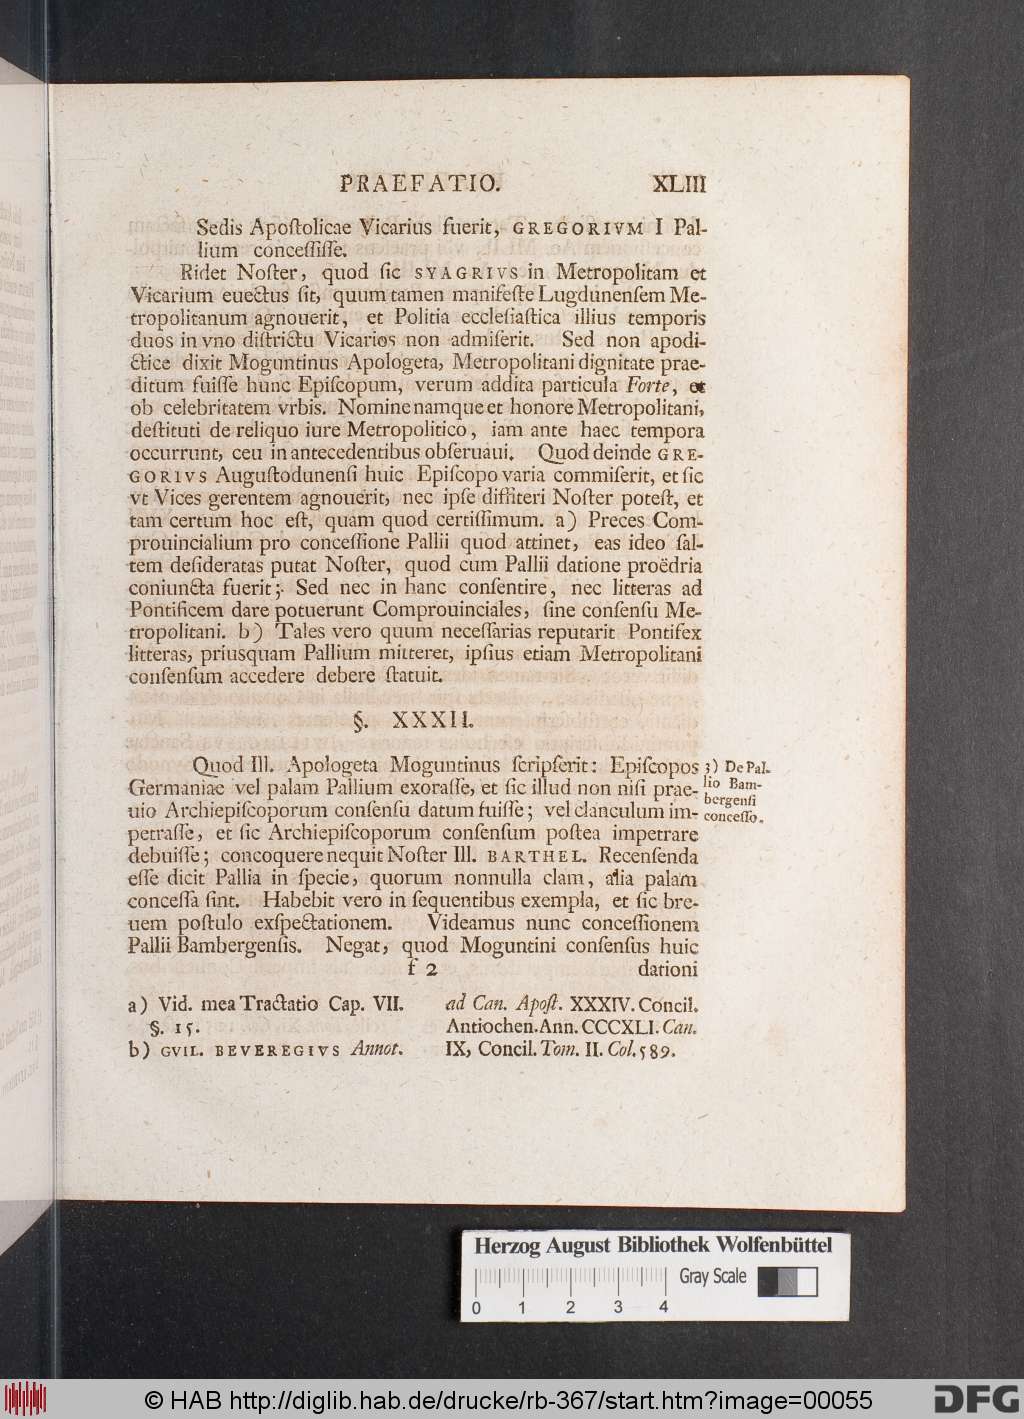 PRAEFATIO. XLIII
Sedis Apoſtolicae Vicarius fuerit, GREGORIVM I Pal-
lium conceſſiſſe.
Ridet Noſter, quod ſic SYAGRIVS in Metropolitam et
Vicarium euectus ſit, quum tamen manifeſte Lugdunenſem Me-
tropolitanum agnouerit, et Politia eccleſiaſtica illius temporis
duos in vno diſtrictu Vicarios non admiſerit. Sed non apodi-
ctice dixit Moguntinus Apologeta, Metropolitani dignitate prae-
ditum fuiſſe hunc Epiſcopum, verum addita particula Forte, et
ob celebritatem vrbis. Nomine namque et honore Metropolitani,
deſtituti de reliquo iure Metropolitico, iam ante haec tempora
occurrunt, ceu in antecedentibus obſeruaui. Quod deinde GRE-
GORIVS Auguſtodunenſi huic Epiſcopo varia commiſerit, et ſic
vt Vices gerentem agnouerit, nec ipſe diffiteri Noſter poteſt, et
tam certum hoc eſt, quam quod certiſſimum. a) Preces Com-
prouincialium pro conceſſione Pallii quod attinet, eas ideo ſal-
tem deſideratas putat Noſter, quod cum Pallii datione proëdria
coniuncta fuerit; Sed nec in hanc conſentire, nec litteras ad
Pontificem dare potuerunt Comprouinciales, ſine conſenſu Me-
tropolitani. b) Tales vero quum neceſſarias reputarit Pontifex
litteras, priusquam Pallium mitteret, ipſius etiam Metropolitani
conſenſum accedere debere ſtatuit.
§. XXXII.
Quod Ill. Apologeta Moguntinus ſcripſerit: Epiſcopos
Germaniae vel palam Pallium exoraſſe, et ſic illud non niſi prae-
uio Archiepiſcoporum conſenſu datum fuiſſe; vel clanculum im-
petraſſe, et ſic Archiepiſcoporum conſenſum poſtea impetrare
debuiſſe; concoquere nequit Noſter Ill. BARTHEL. Recenſenda
eſſe dicit Pallia in ſpecie, quorum nonnulla clam, alia palam
conceſſa ſint. Habebit vero in ſequentibus exempla, et ſic bre-
uem poſtulo exſpectationem. Videamus nunc conceſſionem
Pallii Bambergenſis. Negat, quod Moguntini conſenſus huic
f 2 dationi
3) De Pal-
lio Bam-
bergenſi
conceſſo.
a) Vid. mea Tractatio Cap. VII.
§. 15.
b) GVIL. BEVEREGIVS Annot.
ad Can. Apoſt. XXXIV. Concil.
Antiochen. Ann. CCCXLI. Can.
IX, Concil. Tom. II. Col. 589.
Herzog August Bibliothek Wolfenbüttel
Gray Scale
0 1 2 3 4
© HAB http://diglib.hab.de/drucke/rb-367/start.htm?image=00055
DFG